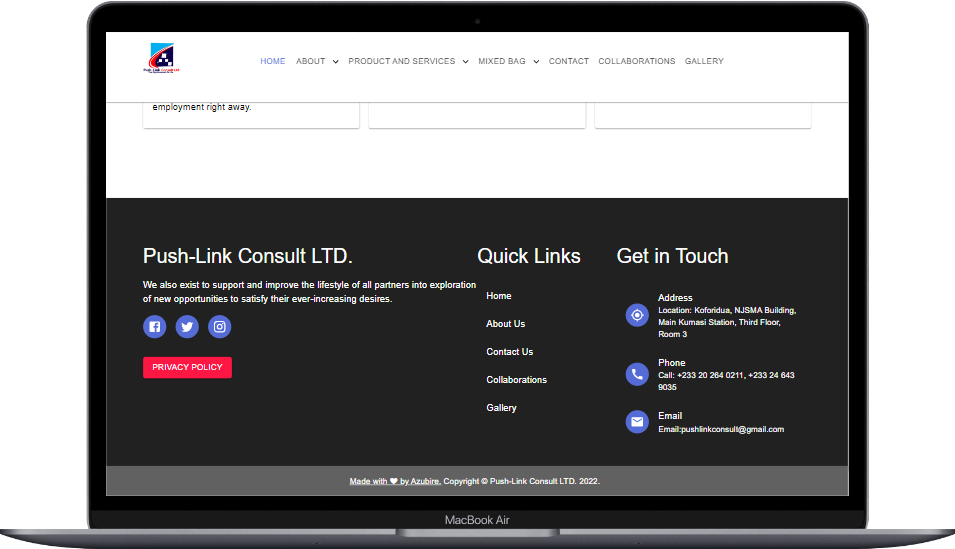 Push-Link Consult Ltd
HOME ABOUT PRODUCT AND SERVICES MIXED BAG CONTACT COLLABORATIONS GALLERY
employment right away.
Push-Link Consult LTD.
We also exist to support and improve the lifestyle of all partners into exploration
of new opportunities to satisfy their ever-increasing desires.
PRIVACY POLICY
Quick Links
Home
About Us
Contact Us
Collaborations
Gallery
Get in Touch
Address
Location: Koforidua, NJSMA Building,
Main Kumasi Station, Third Floor,
Room 3
Phone
Call: +233 20 264 0211, +233 24 643
9035
Email
Email:pushlinkconsult@gmail.com
Made with ❤ by Azubire. Copyright © Push-Link Consult LTD. 2022.
MacBook Air